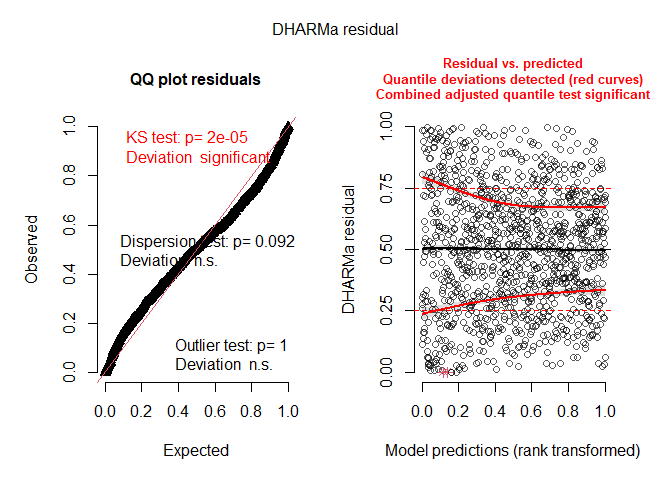 DHARMa residual
QQ plot residuals
KS test: p= 2e-05
Deviation significant
Dispersion test: p= 0.092
Deviation n.s.
Outlier test: p= 1
Deviation n.s.
Observed
0.0 0.2 0.4 0.6 0.8 1.0
0.0 0.2 0.4 0.6 0.8 1.0
Expected
Residual vs. predicted
Quantile deviations detected (red curves)
Combined adjusted quantile test significant
DHARMa residual
0.00 0.25 0.50 0.75 1.00
0.0 0.2 0.4 0.6 0.8 1.0
Model predictions (rank transformed)